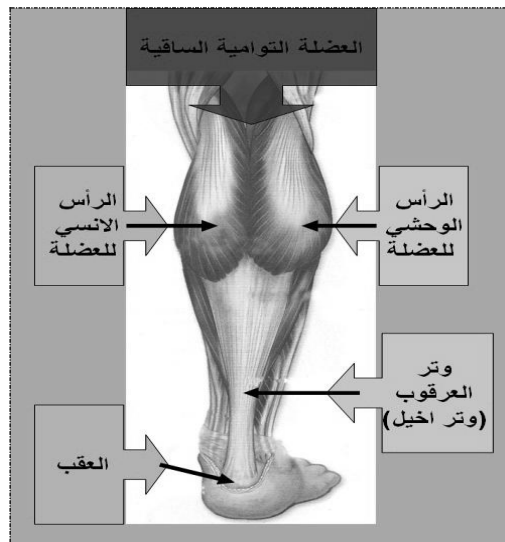 العضلة التوامية الساقية
الرأس
الوحشي
للعضلة
الرأس
الانسي
للعضلة
وتر
العرقوب
(وتر اخيل)
العقب